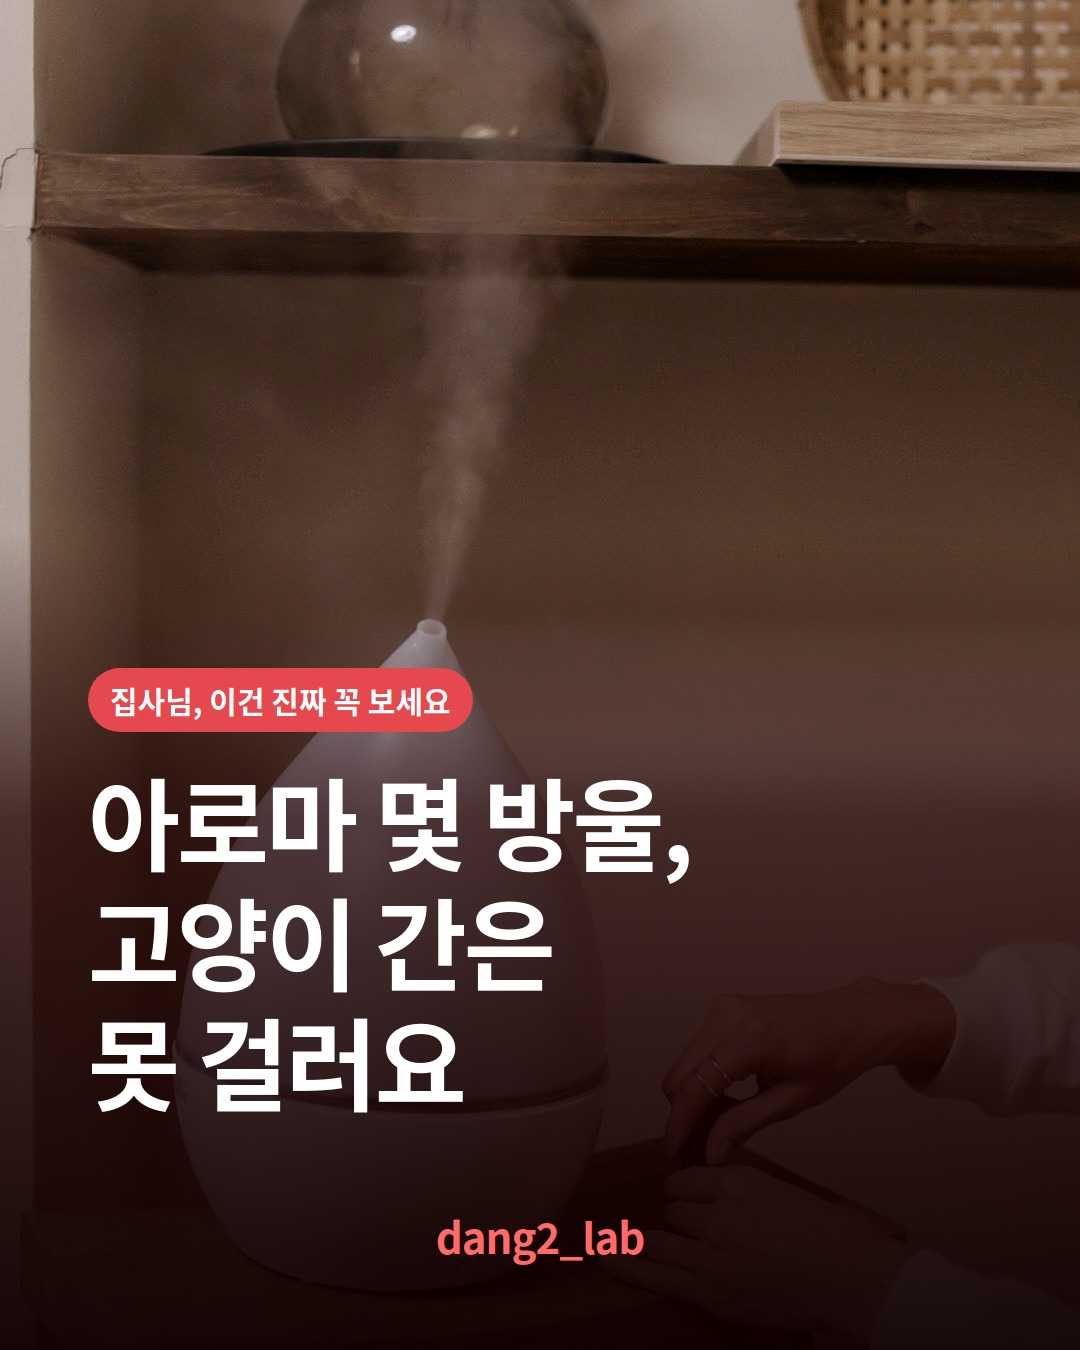 집사님, 이건 진짜 꼭 보세요
아로마 몇 방울,
고양이 간은
못 걸러요
dang2_lab